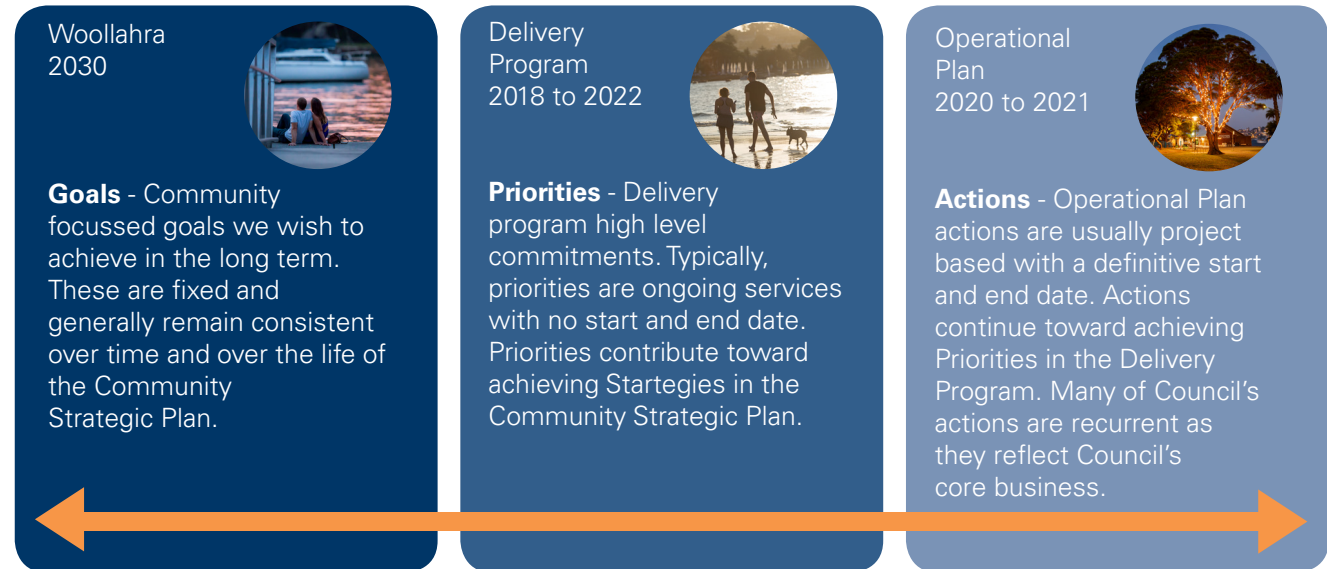 Woollahra
2030
Goals - Community
focussed goals we wish to
achieve in the long term.
These are fixed and
generally remain consistent
over time and over the life of
the Community
Strategic Plan.
Delivery
Program
2018 to 2022
Priorities - Delivery
program high level
commitments. Typically,
priorities are ongoing services
with no start and end date.
Priorities contribute toward
achieving Startegies in the
Community Strategic Plan.
Operational
Plan
2020 to 2021
Actions - Operational Plan
actions are usually project
based with a definitive start
and end date. Actions
continue toward achieving
Priorities in the Delivery
Program. Many of Council’s
actions are recurrent as
they reflect Council’s
core business.